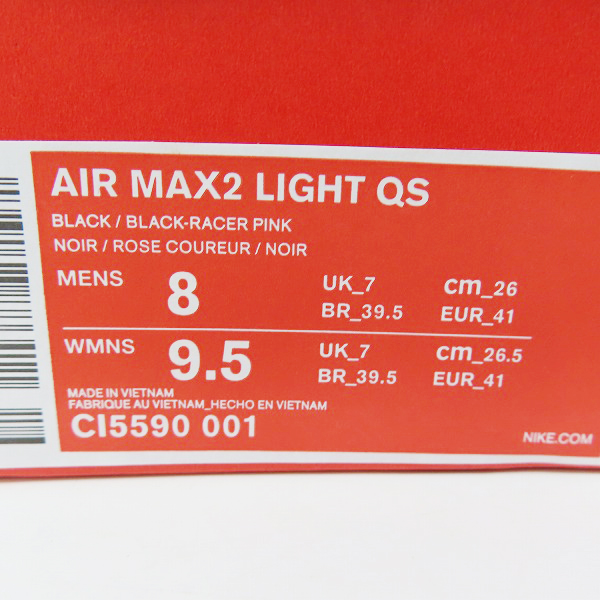 AIR MAX2 LIGHT QS
BLACK / BLACK-RACER PINK
NOIR / ROSE COUREUR / NOIR
MENS 8 UK_7 cm_26
BR_39.5 EUR_41
WMNS 9.5 UK_7 cm_26.5
BR_39.5 EUR_41
MADE IN VIETNAM
FABRIQUE AU VIETNAM_HECHO EN VIETNAM
CI5590 001
NIKE.COM